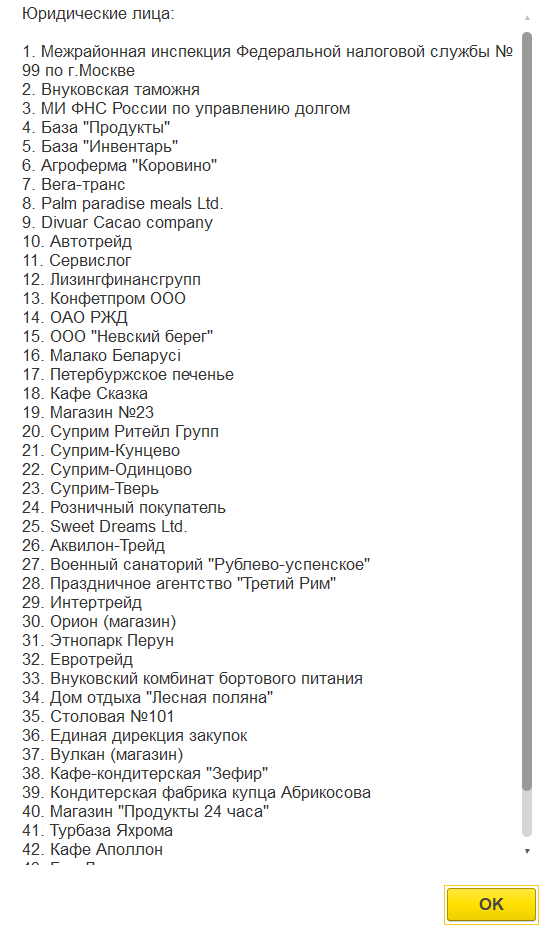 Юридические лица:
1. Межрайонная инспекция Федеральной налоговой службы №
99 по г.Москве
2. Внуковская таможня
3. МИ ФНС России по управлению долгом
4. База "Продукты"
5. База "Инвентарь"
6. Агроферма "Коровино"
7. Вега-транс
8. Palm paradise meals Ltd.
9. Divuar Cacao company
10. Автотрейд
11. Сервислог
12. Лизингфинансгрупп
13. Конфетпром ООО
14. ОАО РЖД
15. ООО "Невский берег"
16. Малако Беларусі
17. Петербуржское печенье
18. Кафе Сказка
19. Магазин №23
20. Суприм Ритейл Групп
21. Суприм-Кунцево
22. Суприм-Одинцово
23. Суприм-Тверь
24. Розничный покупатель
25. Sweet Dreams Ltd.
26. Аквилон-Трейд
27. Военный санаторий "Рублево-успенское"
28. Праздничное агентство "Третий Рим"
29. Интертрейд
30. Орион (магазин)
31. Этнопарк Перун
32. Евротрейд
33. Внуковский комбинат бортового питания
34. Дом отдыха "Лесная поляна"
35. Столовая №101
36. Единая дирекция закупок
37. Вулкан (магазин)
38. Кафе-кондитерская "Зефир"
39. Кондитерская фабрика купца Абрикосова
40. Магазин "Продукты 24 часа"
41. Турбаза Яхрома
42. Кафе Аполлон
OK